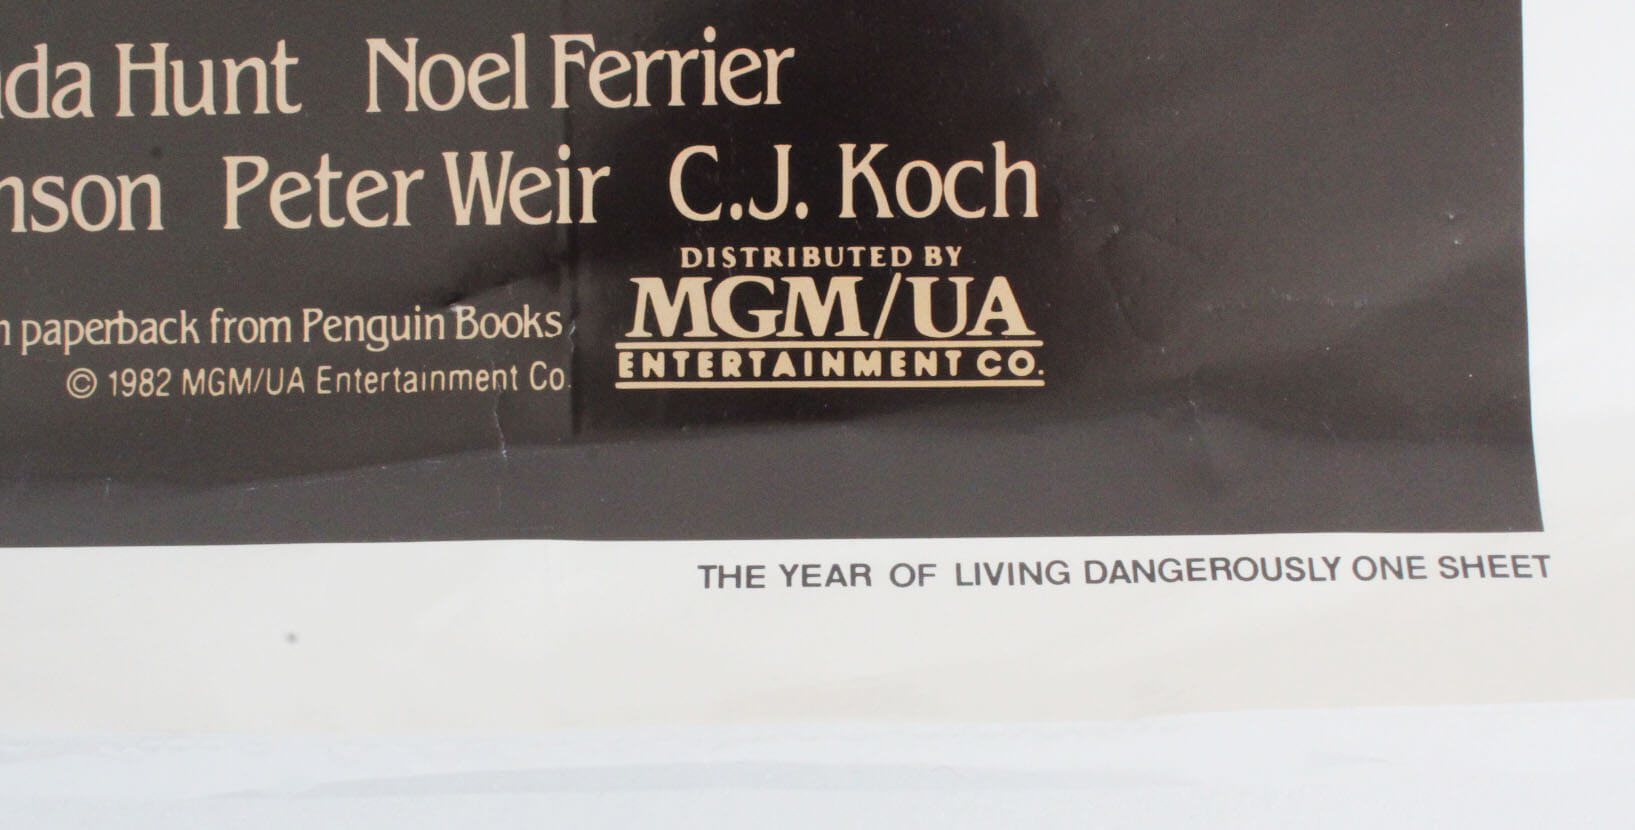 da Hunt Noel Ferrier
nson Peter Weir C.J. Koch
DISTRIBUTED BY
MGM/UA
ENTERTAINMENT CO.
paperback from Penguin Books
© 1982 MGM/UA Entertainment Co.
THE YEAR OF LIVING DANGEROUSLY ONE SHEET